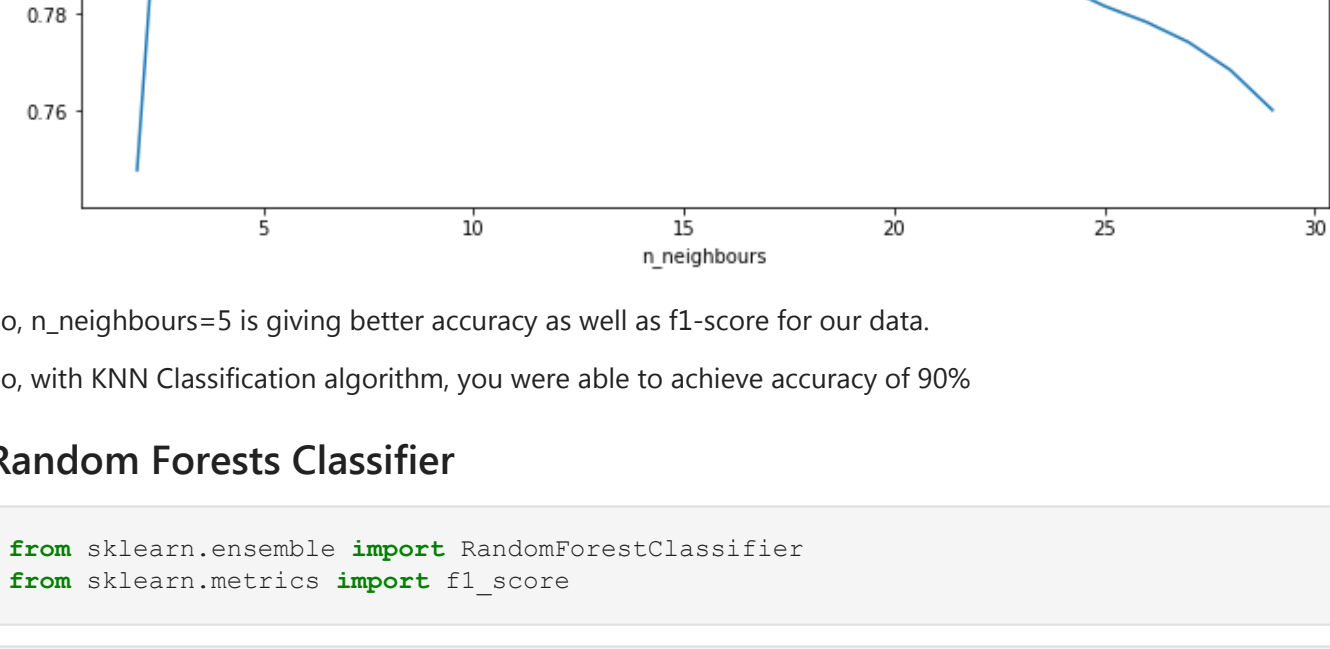 0.78
0.76
5 10 15 20 25 30
n_neighbours
o, n_neighbours=5 is giving better accuracy as well as f1-score for our data.
o, with KNN Classification algorithm, you were able to achieve accuracy of 90%
Random Forests Classifier
from sklearn.ensemble import RandomForestClassifier
from sklearn.metrics import f1_score